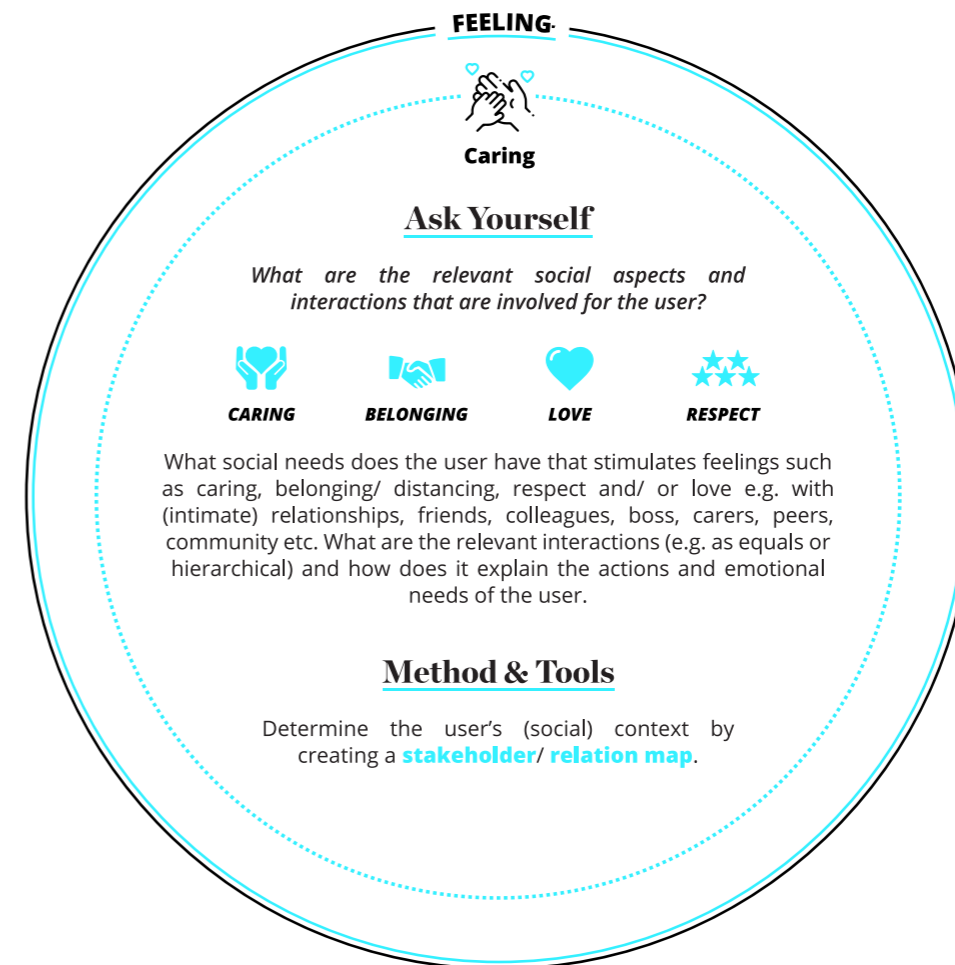 FEELING
Caring
Ask Yourself
What are the relevant social aspects and
interactions that are involved for the user?
CARING BELONGING LOVE RESPECT
What social needs does the user have that stimulates feelings such
as caring, belonging/ distancing, respect and/ or love e.g. with
(intimate) relationships, friends, colleagues, boss, carers, peers,
community etc. What are the relevant interactions (e.g. as equals or
hierarchical) and how does it explain the actions and emotional
needs of the user.
Method & Tools
Determine the user’s (social) context by
creating a stakeholder/ relation map.